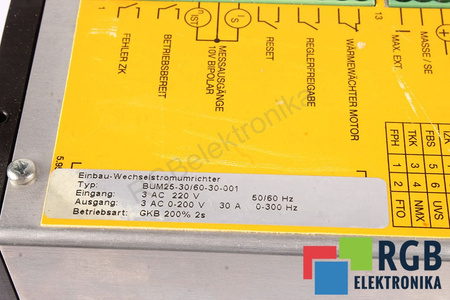 1
FEHLER ZK
BETRIEBSBEREIT
MESSAUSGÄNGE
10V BIPOLAR
RESET
REGLERFREIGABE
WÄRMEWÄCHTER MOTOR
13
I MAX. EXT
MASSE / SE
FPH
TKK
FBS
1
3
5
6
2
4
FTO
NMX
UVS
Einbau-Wechselstromumrichter
Typ: BUM25-30/60-30-001
Eingang: 3 AC 220 V 50/60 Hz
Ausgang: 3 AC 0-200 V 30 A 0-300 Hz
Betriebsart: GKB 200% 2s
RGB
ELEKTRONIKA